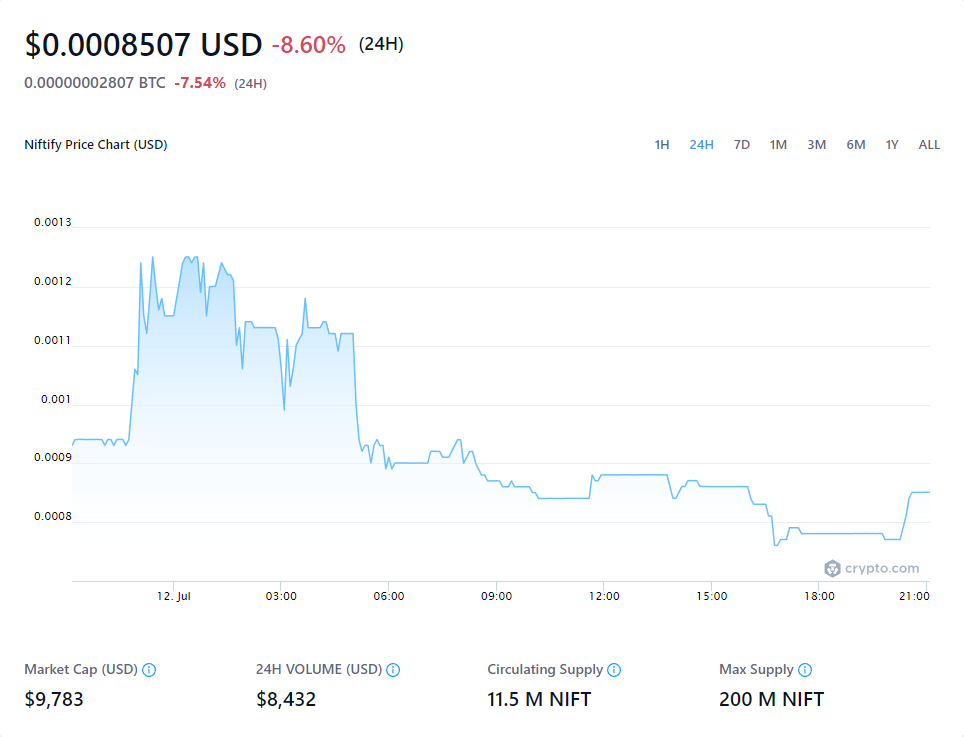 $0.0008507 USD -8.60% (24H)
0.00000002807 BTC -7.54% (24H)
Niftify Price Chart (USD) 1H 24H 7D 1M 3M 6M 1Y ALL
0.0013
0.0012
0.0011
0.001
0.0009
0.0008
crypto.com
12. Jul 03:00 06:00 09:00 12:00 15:00 18:00 21:00
Market Cap (USD) 24H VOLUME (USD) Circulating Supply Max Supply
$9,783 $8,432 11.5 M NIFT 200 M NIFT